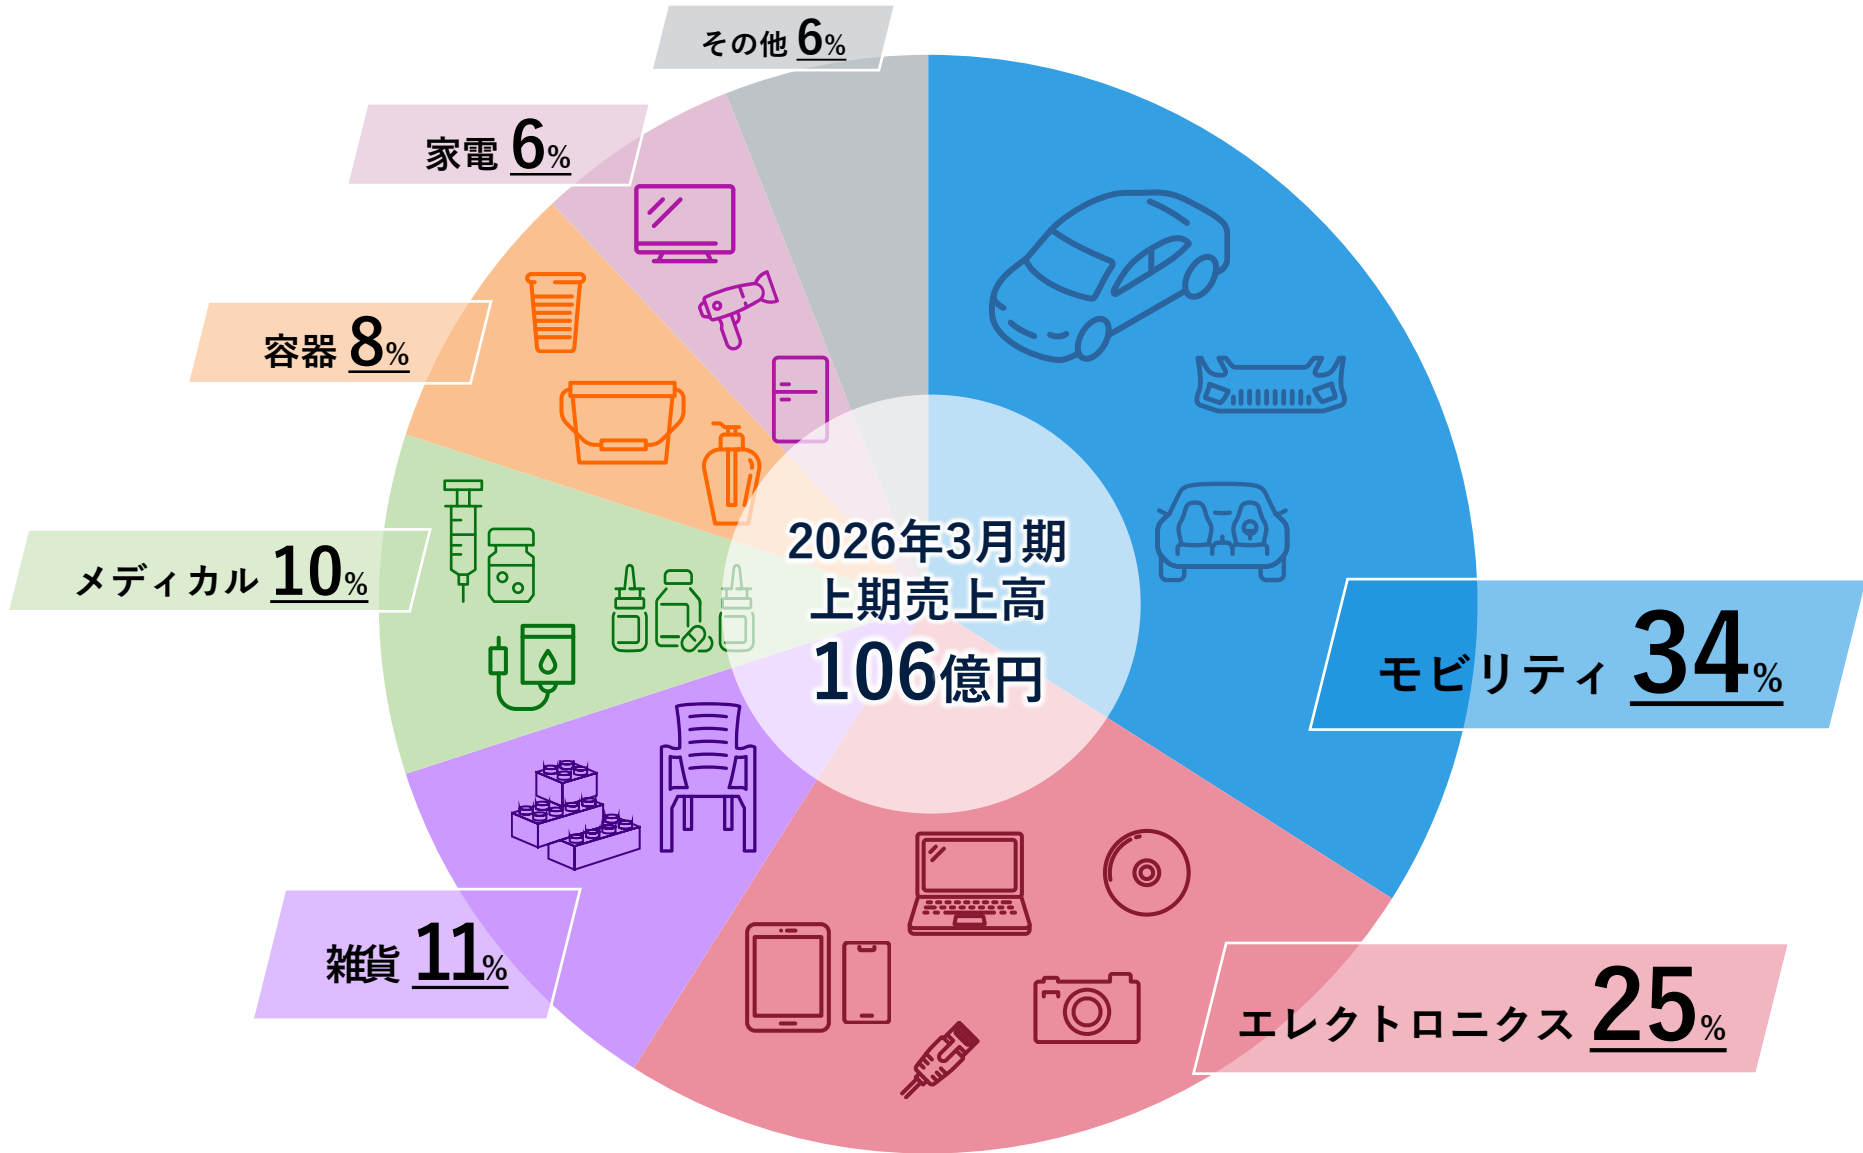 その他 6%
家電 6%
容器 8%
メディカル 10%
雑貨 11%
2026年3月期
上期売上高
106億円
モビリティ 34%
エレクトロニクス 25%